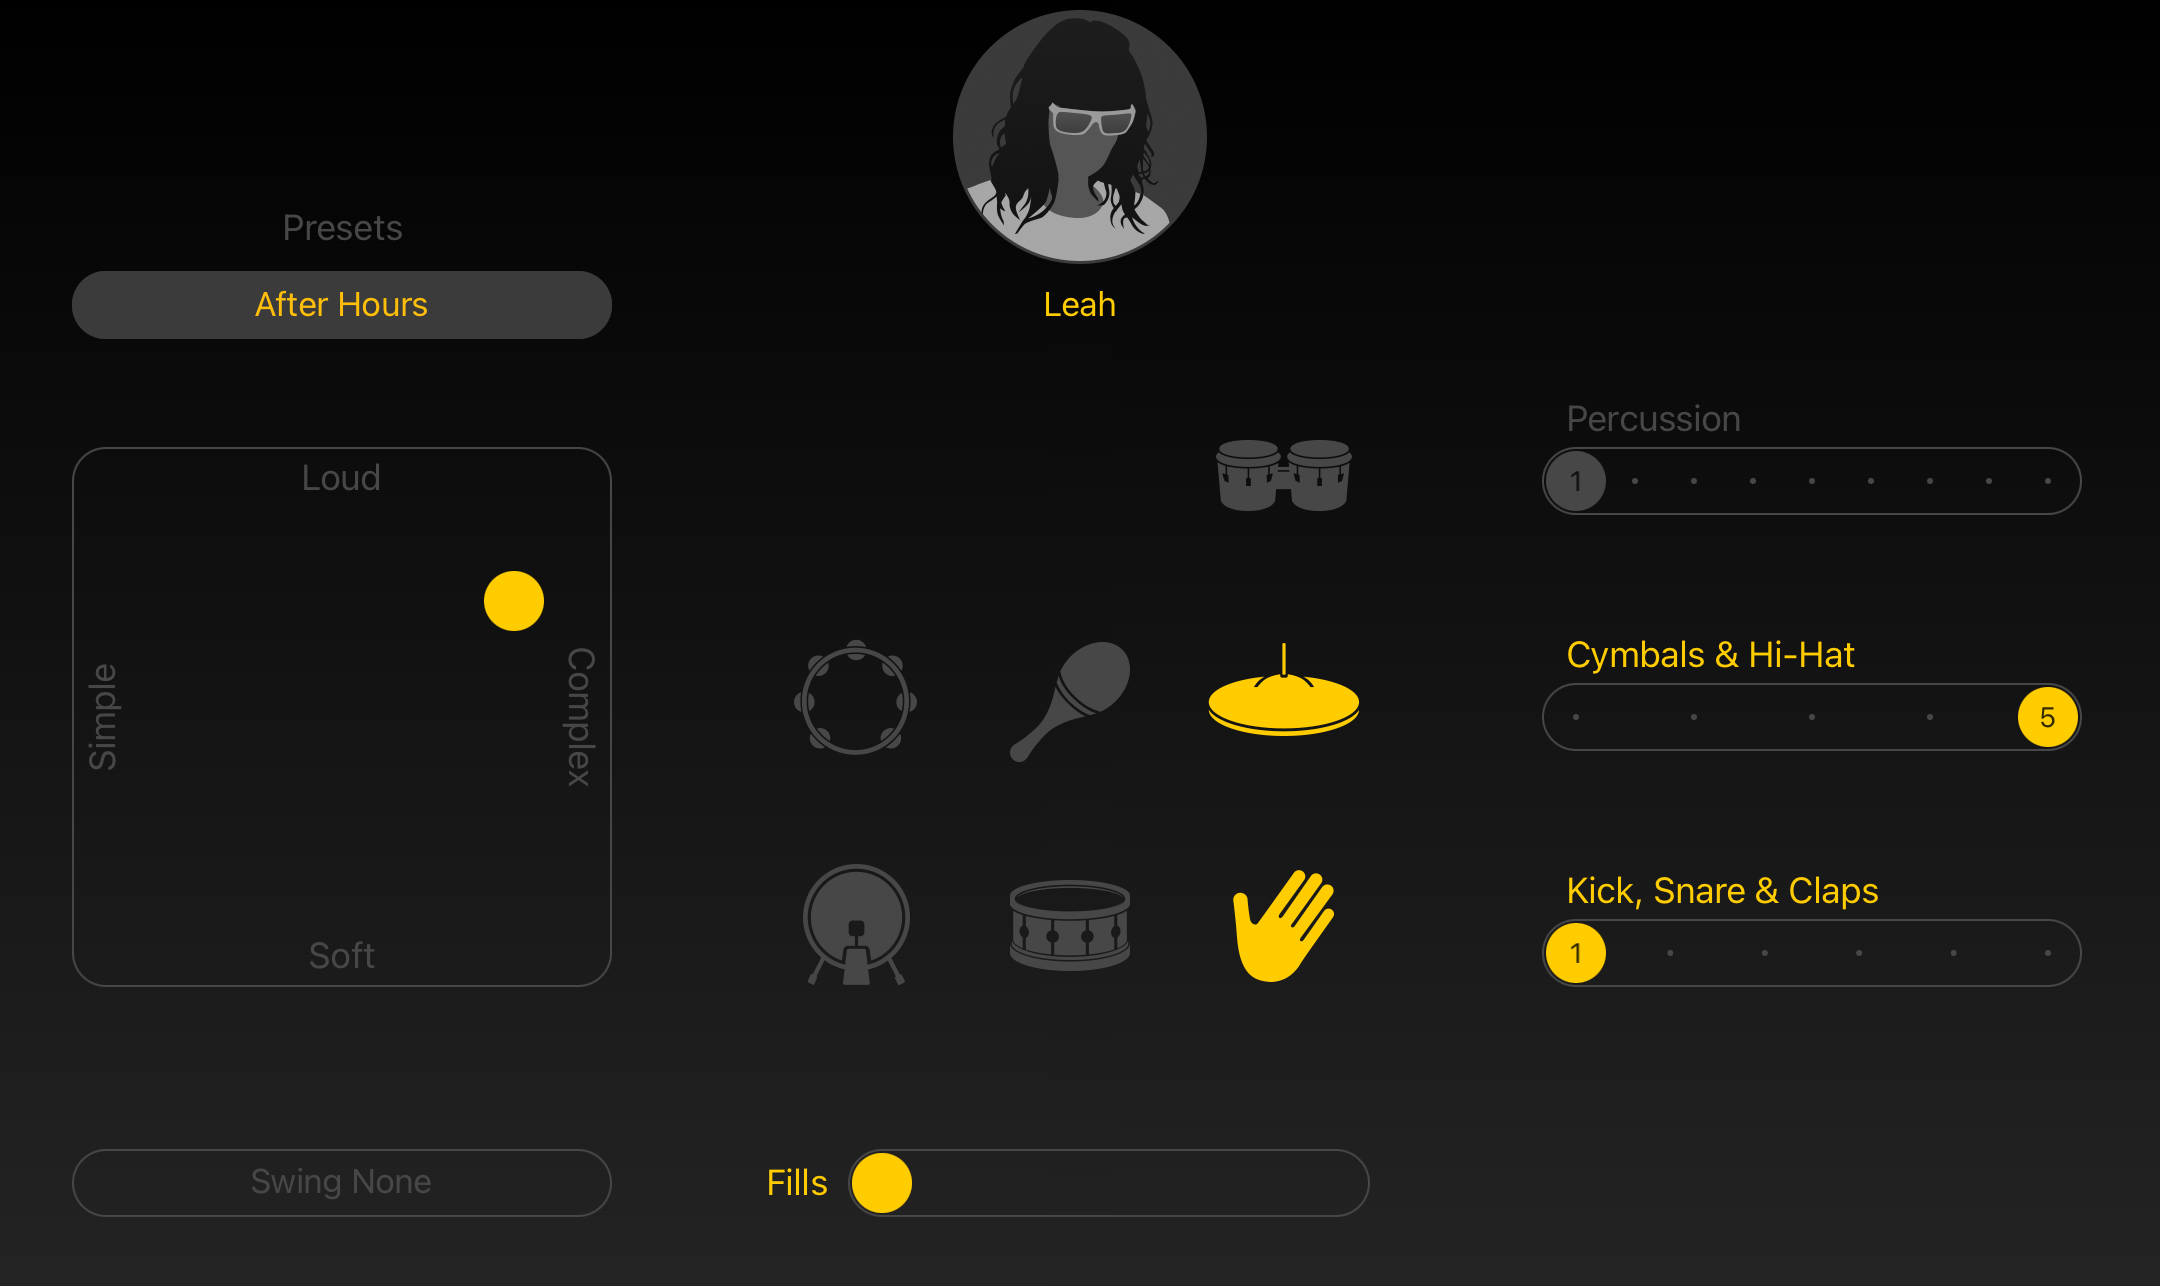 Presets
After Hours
Leah
Loud
Simple
Complex
Soft
Swing None
Fills
Percussion
1
Cymbals & Hi-Hat
5
Kick, Snare & Claps
1